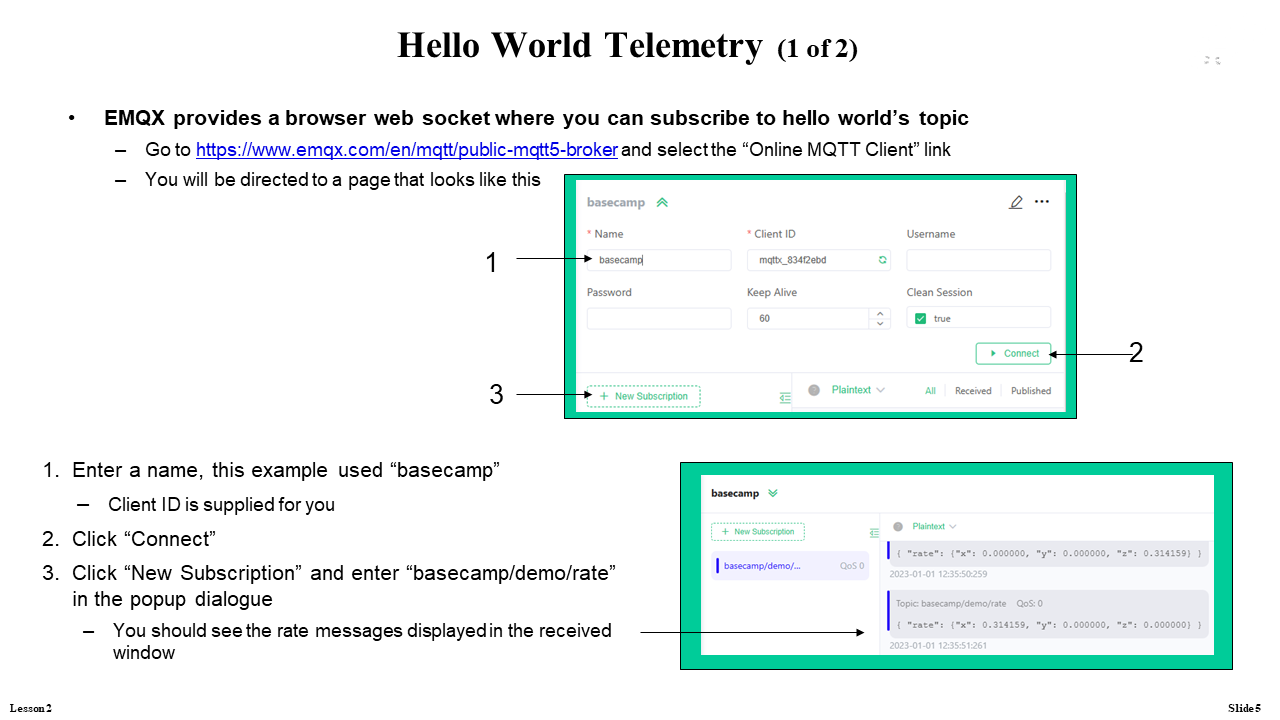 Hello World Telemetry (1 of 2)
• EMQX provides a browser web socket where you can subscribe to hello world’s topic
– Go to https://www.emqx.com/en/mqtt/public-mqtt5-broker and select the “Online MQTT Client” link
– You will be directed to a page that looks like this
basecamp
* Name
* Client ID
Username
1
basecamp
mqttx_834f2ebd
Password
Keep Alive
Clean Session
60
true
Connect
2
3
+ New Subscription
Plaintext
All
Received
Published
1. Enter a name, this example used “basecamp”
– Client ID is supplied for you
2. Click “Connect”
3. Click “New Subscription” and enter “basecamp/demo/rate”
in the popup dialogue
– You should see the rate messages displayed in the received
window
basecamp
+ New Subscription
Plaintext
basecamp/demo/...
QoS 0
{ "rate": {"x": 0.000000, "y": 0.000000, "z": 0.314159} }
2023-01-01 12:35:50:259
Topic: basecamp/demo/rate QoS: 0
{ "rate": {"x": 0.314159, "y": 0.000000, "z": 0.000000} }
2023-01-01 12:35:51:261
Lesson 2
Slide 5